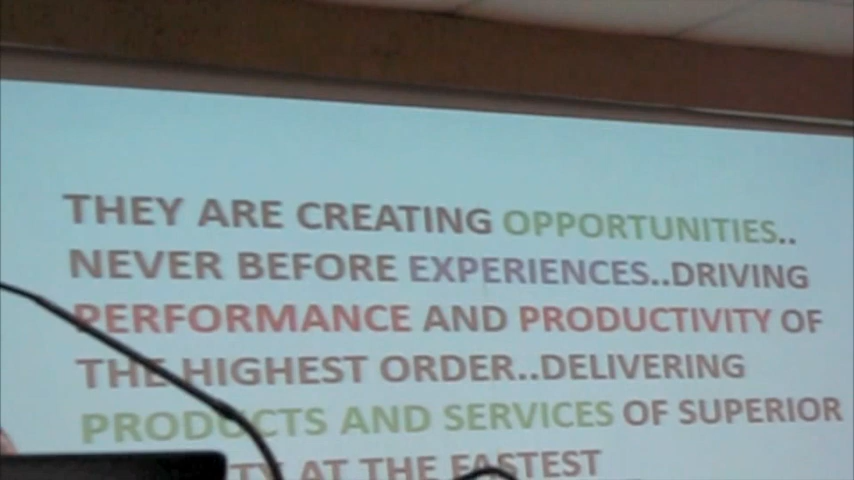 THEY ARE CREATING OPPORTUNITIES..
NEVER BEFORE EXPERIENCES..DRIVING
PERFORMANCE AND PRODUCTIVITY OF
THE HIGHEST ORDER..DELIVERING
PRODUCTS AND SERVICES OF SUPERIOR
AT THE FASTEST